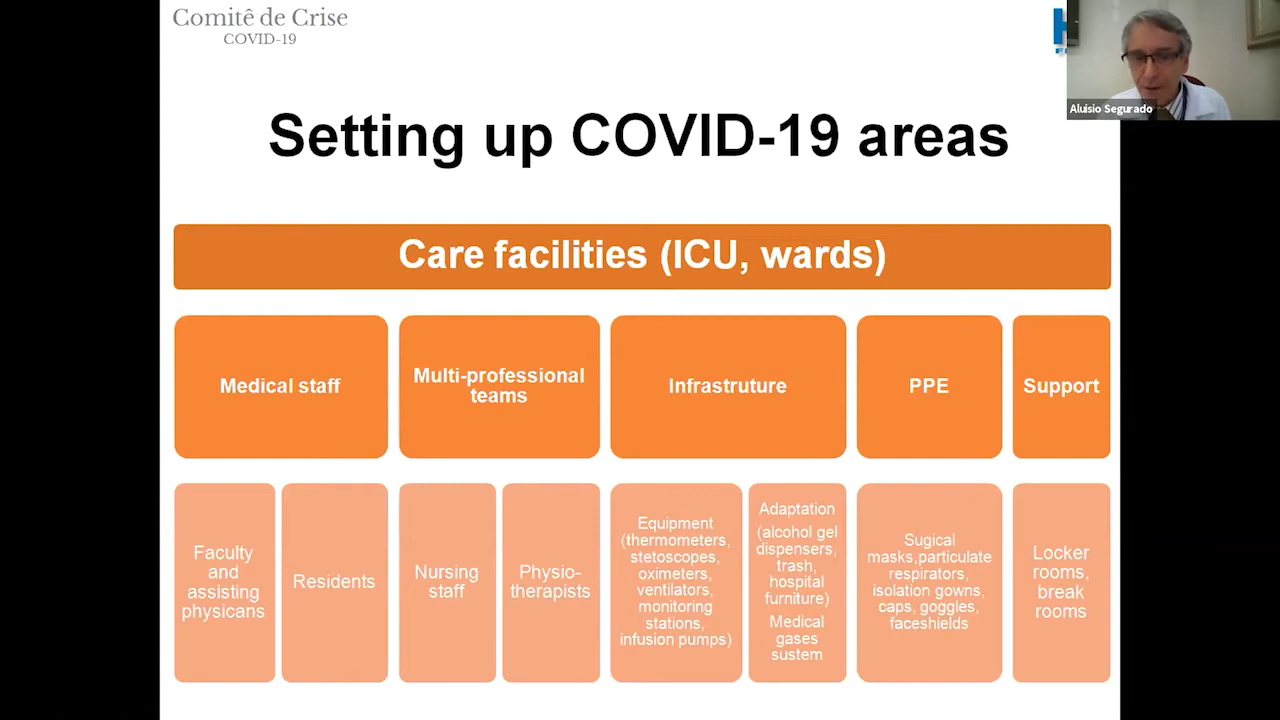 Comitê de Crise
COVID-19
Aluisio Segurado
Setting up COVID-19 areas
Care facilities (ICU, wards)
Medical staff
Multi-professional
teams
Infrastruture
PPE
Support
Faculty
and
assisting
physicans
Residents
Nursing
staff
Physio-
therapists
Equipment
(thermometers,
stetoscopes,
oximeters,
ventilators,
monitoring
stations,
infusion pumps)
Adaptation
(alcohol gel
dispensers,
trash,
hospital
furniture)
Medical
gases
sustem
Sugical
masks,particulate
respirators,
isolation gowns,
caps, goggles,
faceshields
Locker
rooms,
break
rooms